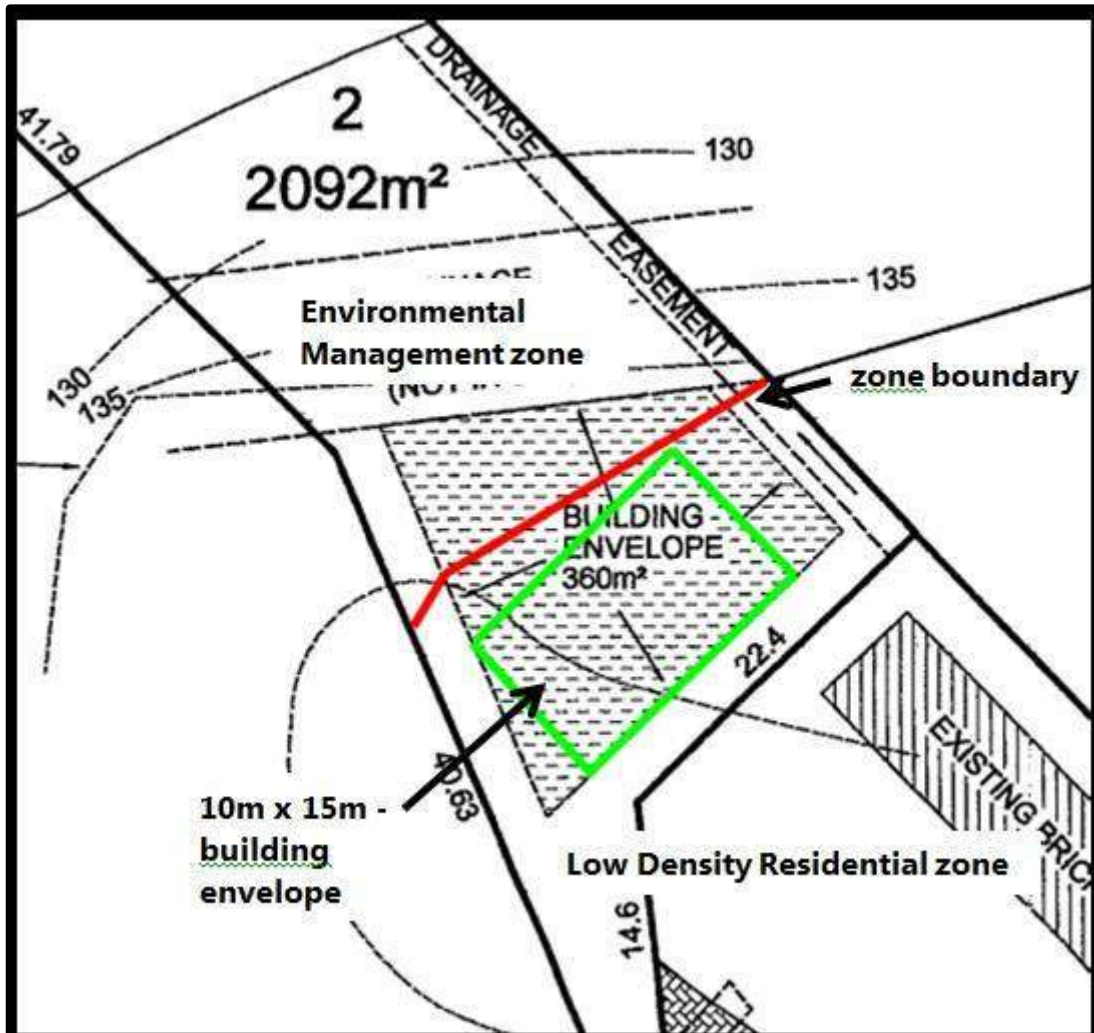 DRAINAGE EASEMENT
41.79
2
2092m²
130
135
Environmental
Management zone
(NOT
zone boundary
130
135
BUILDING
ENVELOPE
360m²
22.4
40.63
EXISTING
10m x 15m -
building
envelope
Low Density Residential zone
14.6